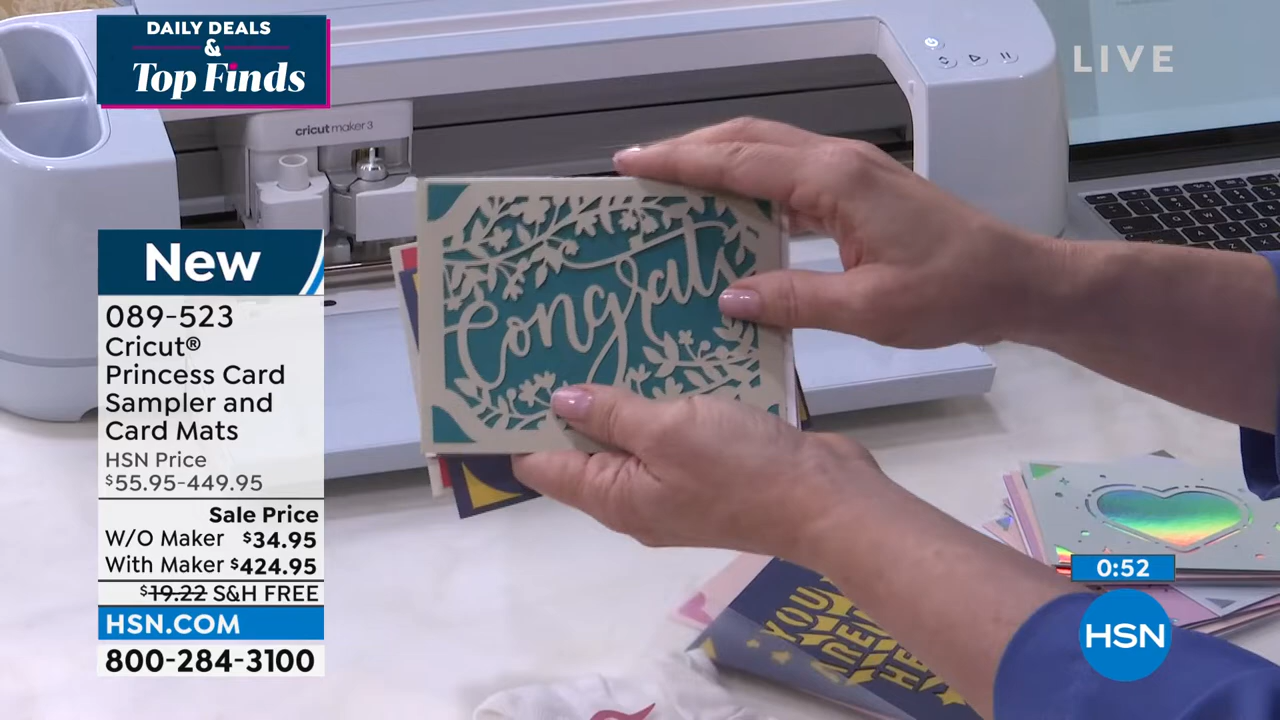 DAILY DEALS
&
Top Finds
LIVE
cricut maker 3
New
089-523
Cricut®
Princess Card
Sampler and
Card Mats
HSN Price
$55.95-449.95
Sale Price
W/O Maker $34.95
With Maker $424.95
$19.22 S&H FREE
HSN.COM
800-284-3100
Congrats
YOU
ARE
0:52
HSN